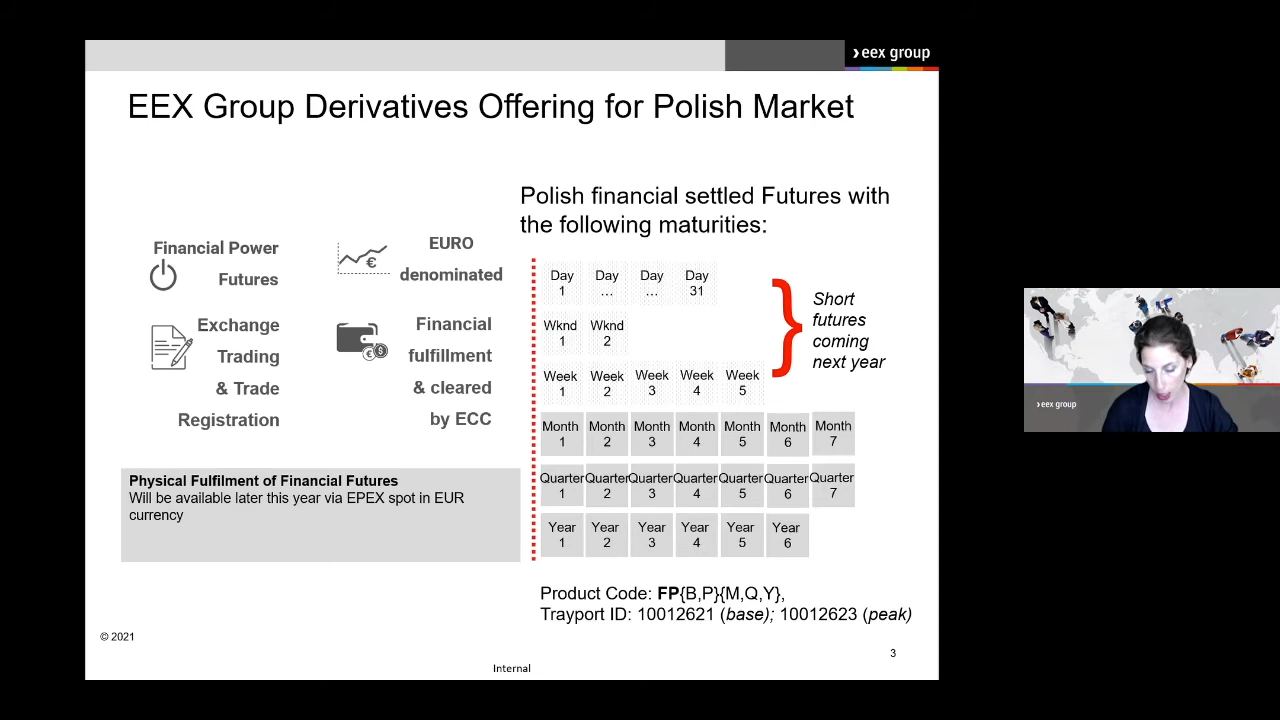 eex group
EEX Group Derivatives Offering for Polish Market
Financial Power
Futures
EURO
denominated
€
Exchange
Trading
& Trade
Registration
Financial
fulfillment
& cleared
by ECC
€ $
Physical Fulfilment of Financial Futures
Will be available later this year via EPEX spot in EUR
currency
Polish financial settled Futures with
the following maturities:
Day Day Day Day
1 ... ... 31
Wknd Wknd
1 2
Week Week Week Week Week
1 2 3 4 5
Short
futures
coming
next year
Month Month Month Month Month Month Month
1 2 3 4 5 6 7
Quarter Quarter Quarter Quarter Quarter Quarter Quarter
1 2 3 4 5 6 7
Year Year Year Year Year Year
1 2 3 4 5 6
Product Code: FP{B,P}{M,Q,Y},
Trayport ID: 10012621 (base); 10012623 (peak)
© 2021
3
Internal
eex group